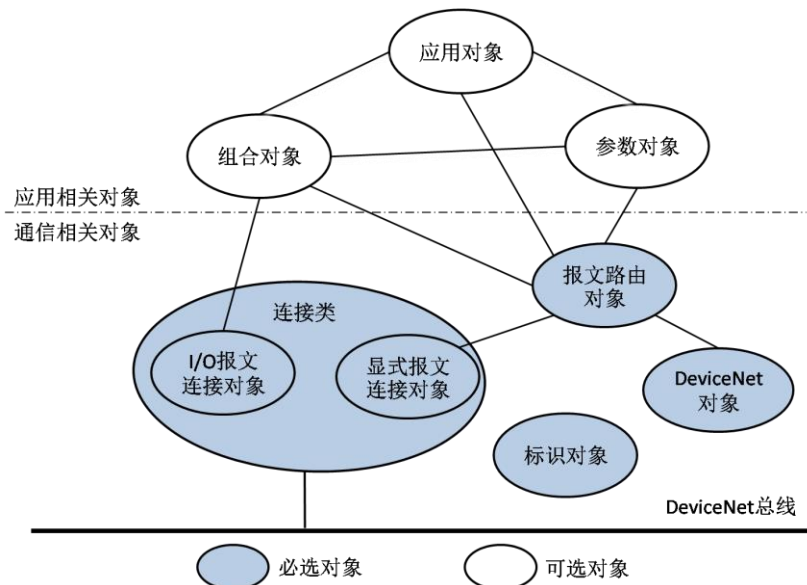 应用对象
组合对象
参数对象
应用相关对象
通信相关对象
报文路由
对象
连接类
I/O报文
连接对象
显式报文
连接对象
DeviceNet
对象
标识对象
DeviceNet总线
必选对象
可选对象